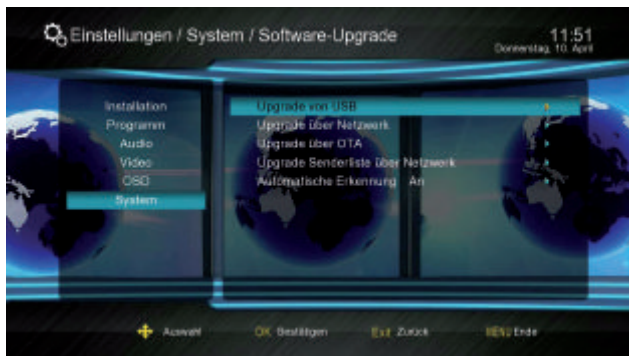 Einstellungen / System / Software-Upgrade
11:51
Donnerstag, 10. April
Installation
Programm
Audio
Video
OSD
System
Upgrade von USB
Upgrade über Netzwerk
Upgrade über OTA
Upgrade Senderliste über Netzwerk
Automatische Erkennung An
Auswahl
OK Bestätigen
Exit Zurück
MENU Ende